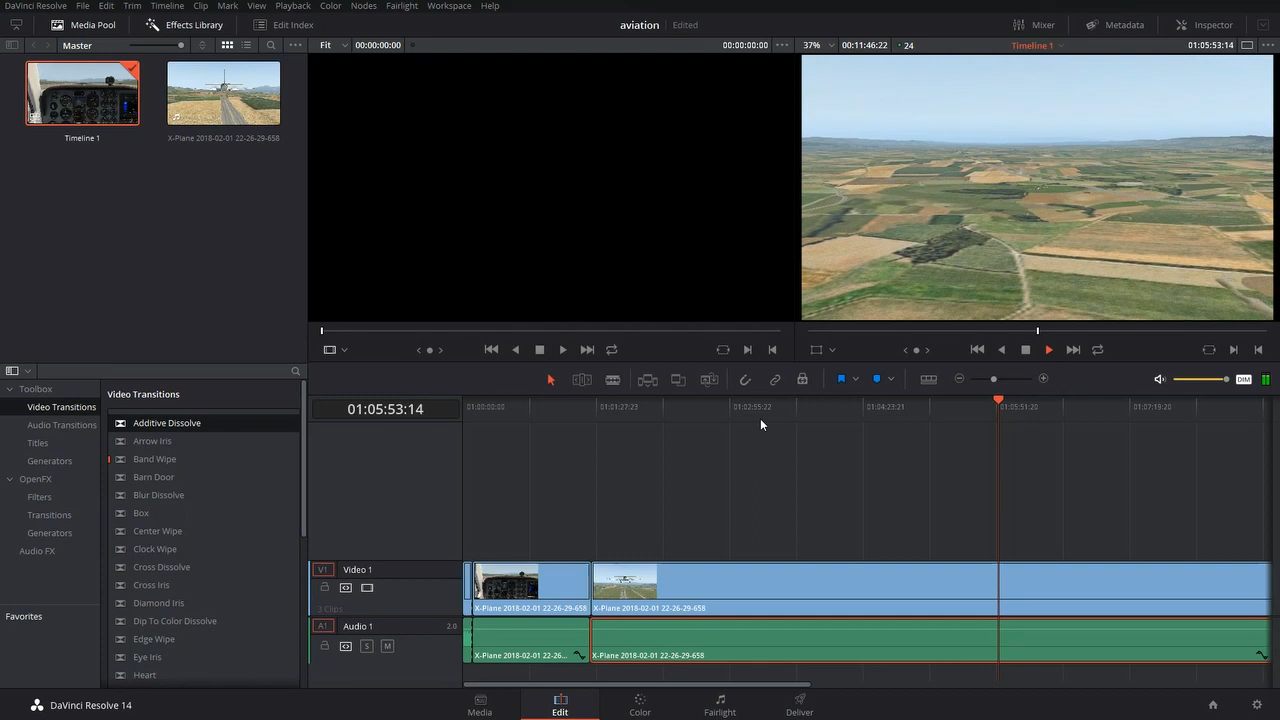 DaVinci Resolve File Edit Trim Timeline Clip Mark View Playback Color Nodes Fairlight Workspace Help
Media Pool Effects Library Edit Index aviation Edited Mixer Metadata Inspector
Master Fit 00:00:00:00 00:00:00:00 37% 00:11:46:22 24 Timeline 1 01:05:53:14
Timeline 1 X-Plane 2018-02-01 22-26-29-658
Toolbox
Video Transitions
Audio Transitions
Titles
Generators
OpenFX
Filters
Transitions
Generators
Audio FX
Favorites
Video Transitions
Additive Dissolve
Arrow Iris
Band Wipe
Barn Door
Blur Dissolve
Box
Center Wipe
Clock Wipe
Cross Dissolve
Cross Iris
Diamond Iris
Dip To Color Dissolve
Edge Wipe
Eye Iris
Heart
DIM
01:05:53:14 01:00:00:00 01:01:27:23 01:02:55:22 01:04:23:21 01:05:51:20 01:07:19:20
V1 Video 1
3 Clips
X-Plane 2018-02-01 22-26-29-658 X-Plane 2018-02-01 22-26-29-658
A1 Audio 1 2.0
S M
X-Plane 2018-02-01 22-26... X-Plane 2018-02-01 22-26-29-658
DaVinci Resolve 14 Media Edit Color Fairlight Deliver